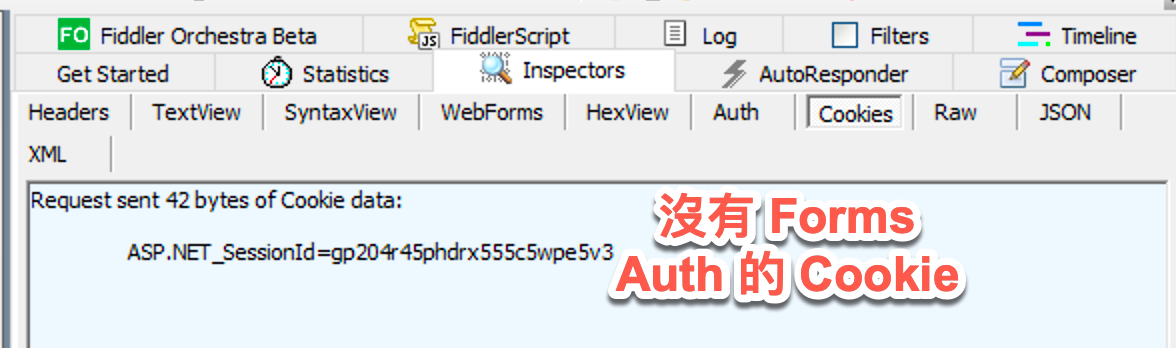 FO Fiddler Orchestra Beta JS FiddlerScript Log Filters Timeline
Get Started Statistics Inspectors AutoResponder Composer
Headers TextView SyntaxView WebForms HexView Auth Cookies Raw JSON
XML
Request sent 42 bytes of Cookie data:
ASP.NET_SessionId=gp204r45phdrx555c5wpe5v3
沒有 Forms
Auth 的 Cookie